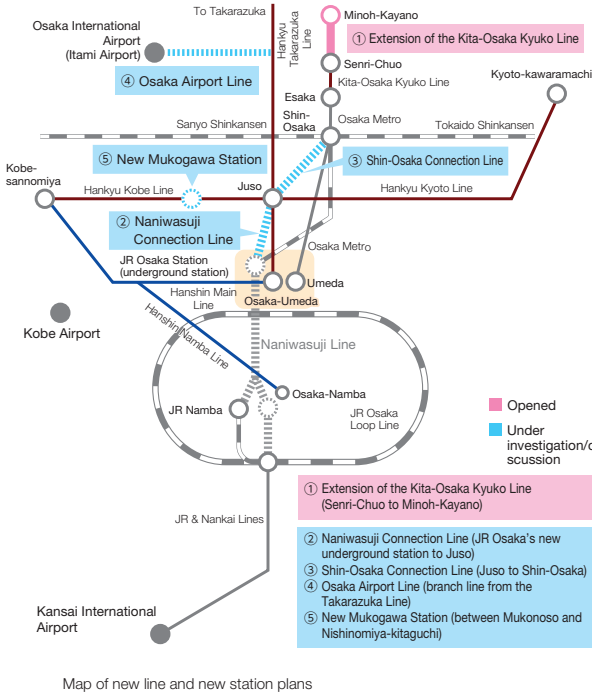 To Takarazuka
Osaka International
Airport
(Itami Airport)
Hankyu
Takarazuka
Line
Minoh-Kayano
① Extension of the Kita-Osaka Kyuko Line
Senri-Chuo
Kita-Osaka Kyuko Line
Kyoto-kawaramachi
④ Osaka Airport Line
Esaka
Osaka Metro
Shin-
Osaka
Sanyo Shinkansen
Tokaido Shinkansen
⑤ New Mukogawa Station
③ Shin-Osaka Connection Line
Kobe-
sannomiya
Hankyu Kobe Line
Juso
Hankyu Kyoto Line
② Naniwasuji
Connection Line
Osaka Metro
JR Osaka Station
(underground station)
Umeda
Hanshin Main
Line
Osaka-Umeda
Kobe Airport
Hanshin Namba Line
Naniwasuji Line
Osaka-Namba
JR Namba
JR Osaka
Loop Line
Opened
Under
investigation/d
scussion
① Extension of the Kita-Osaka Kyuko Line
(Senri-Chuo to Minoh-Kayano)
JR & Nankai Lines
② Naniwasuji Connection Line (JR Osaka's new
underground station to Juso)
③ Shin-Osaka Connection Line (Juso to Shin-Osaka)
④ Osaka Airport Line (branch line from the
Takarazuka Line)
⑤ New Mukogawa Station (between Mukonoso and
Nishinomiya-kitaguchi)
Kansai International
Airport
Map of new line and new station plans